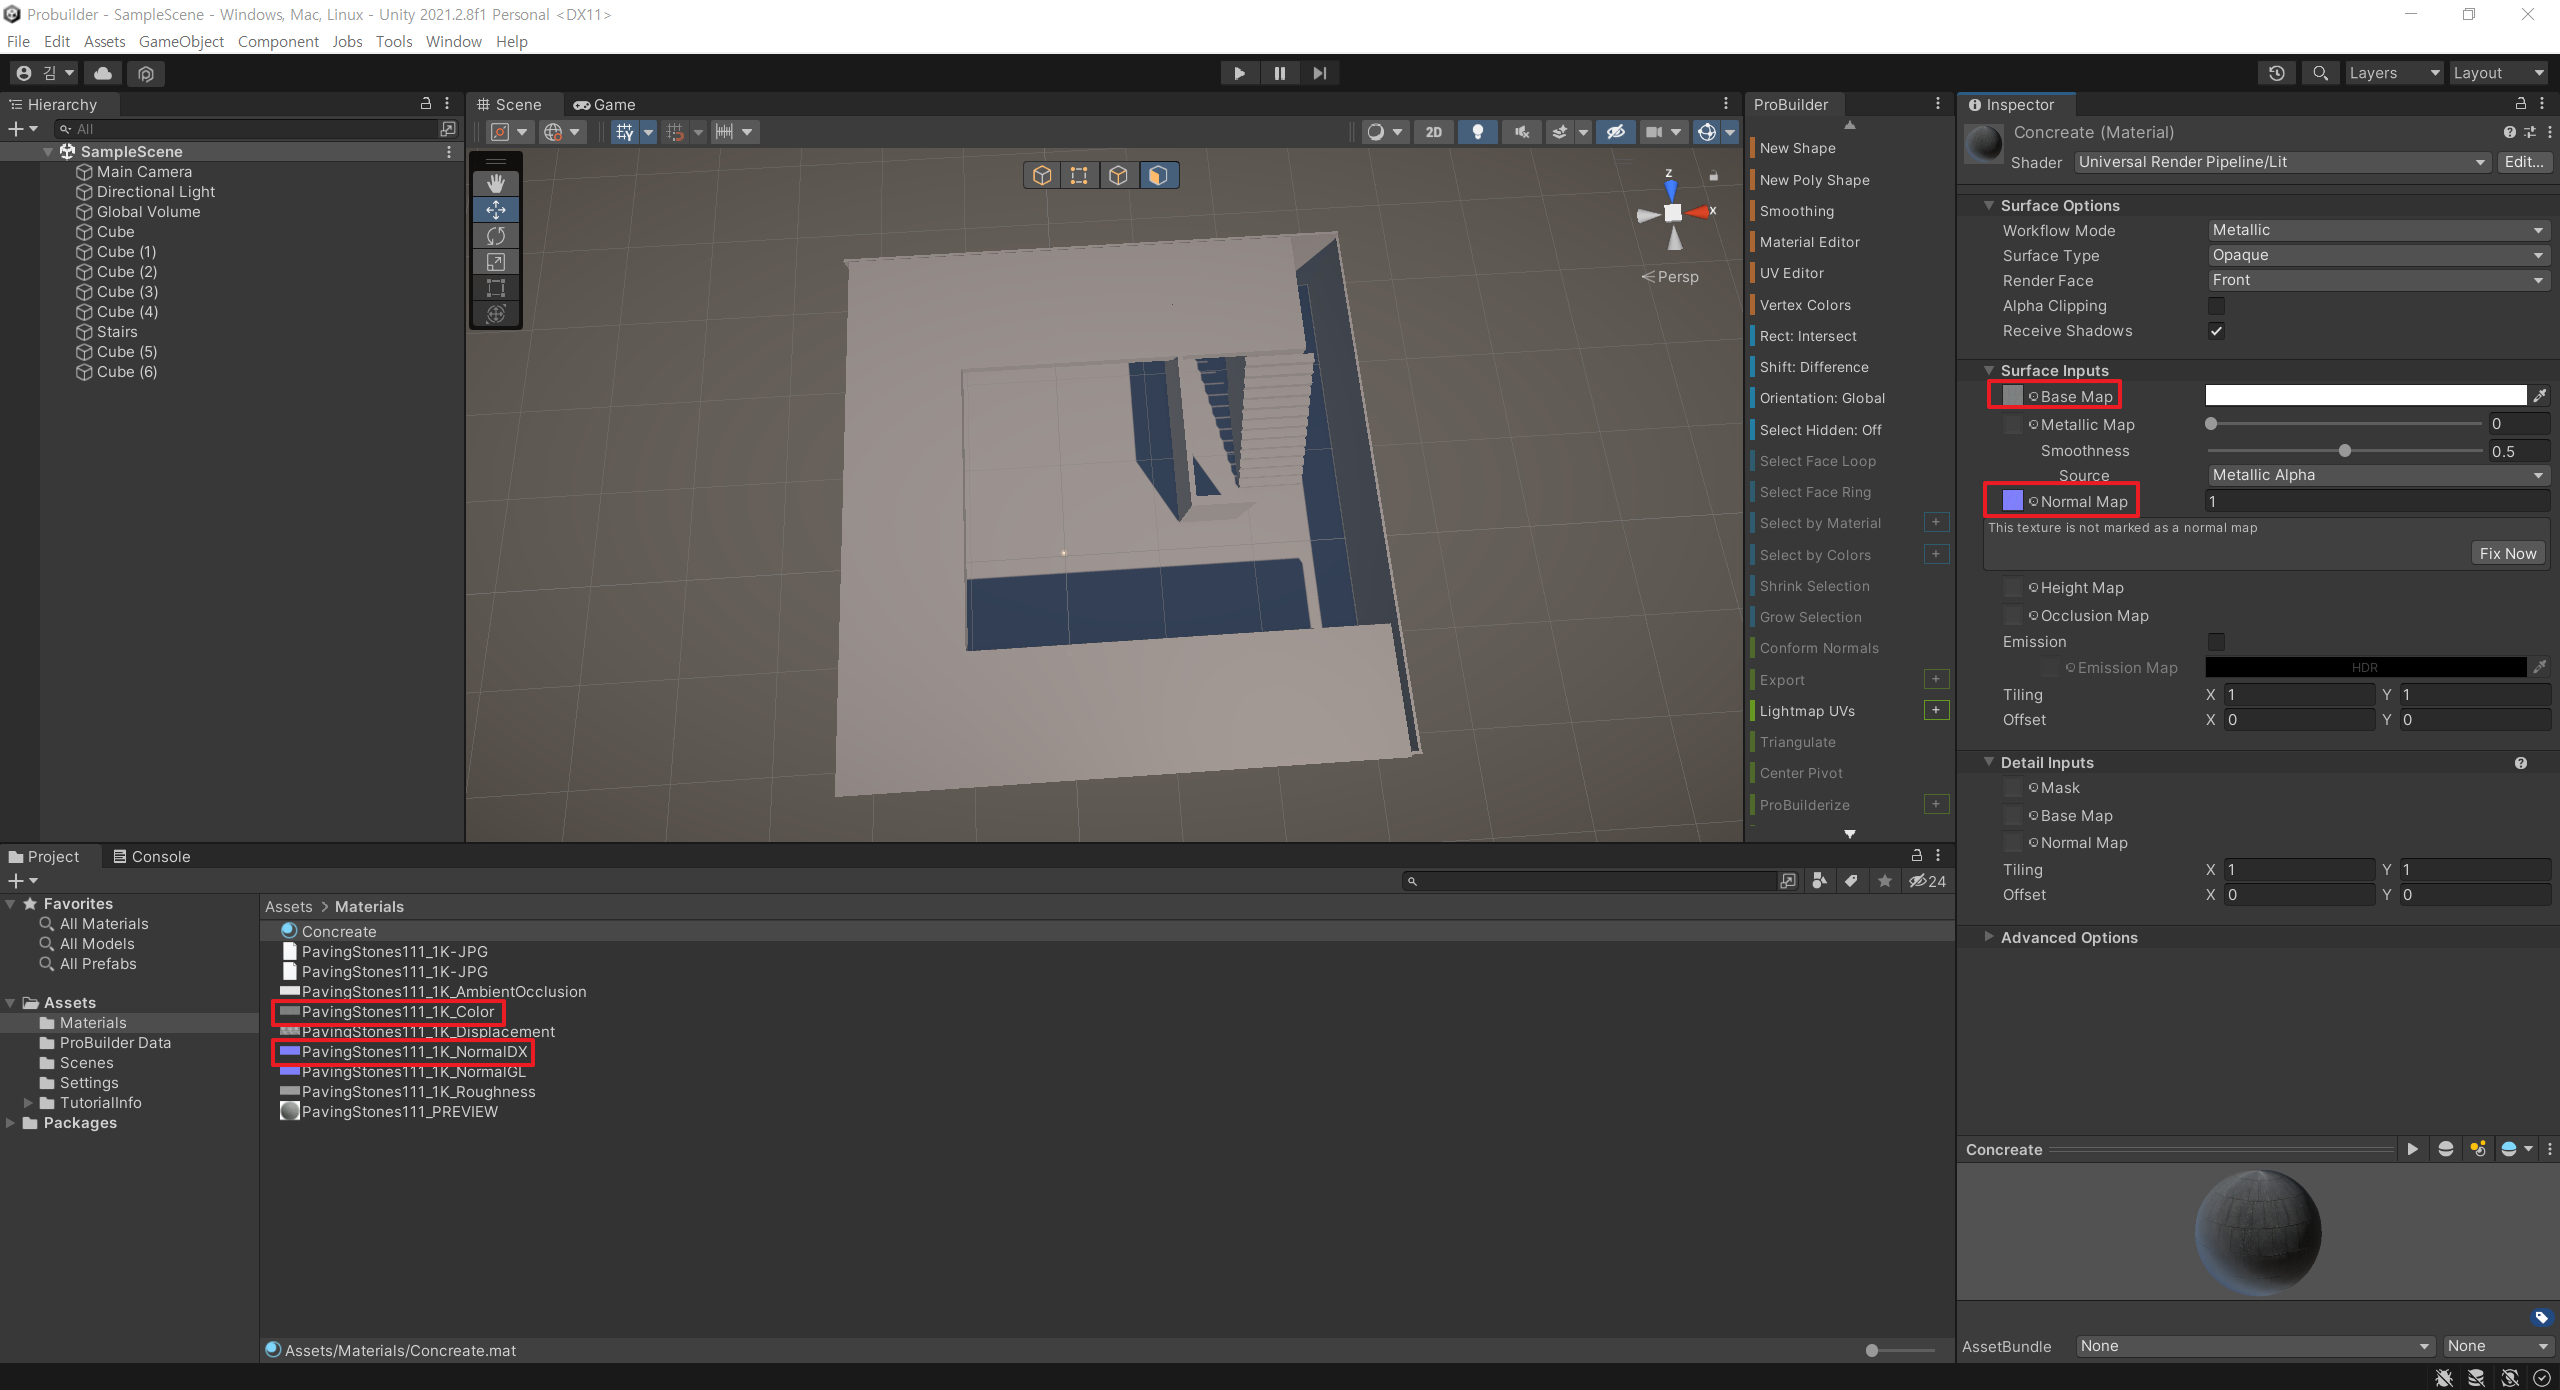 Probuilder - SampleScene - Windows, Mac, Linux - Unity 2021.2.8f1 Personal <DX11>
File Edit Assets GameObject Component Jobs Tools Window Help
김 Layers Layout
Hierarchy
All
SampleScene
Main Camera
Directional Light
Global Volume
Cube
Cube (1)
Cube (2)
Cube (3)
Cube (4)
Stairs
Cube (5)
Cube (6)
Scene Game
2D
Z
X
Persp
ProBuilder
New Shape
New Poly Shape
Smoothing
Material Editor
UV Editor
Vertex Colors
Rect: Intersect
Shift: Difference
Orientation: Global
Select Hidden: Off
Select Face Loop
Select Face Ring
Select by Material +
Select by Colors +
Shrink Selection
Grow Selection
Conform Normals
Export +
Lightmap UVs +
Triangulate
Center Pivot
ProBuilderize +
Inspector
Concreate (Material)
Shader Universal Render Pipeline/Lit Edit...
Surface Options
Workflow Mode Metallic
Surface Type Opaque
Render Face Front
Alpha Clipping
Receive Shadows
Surface Inputs
Base Map
Metallic Map 0
Smoothness 0.5
Source Metallic Alpha
Normal Map 1
This texture is not marked as a normal map
Fix Now
Height Map
Occlusion Map
Emission
Emission Map HDR
Tiling X 1 Y 1
Offset X 0 Y 0
Detail Inputs
Mask
Base Map
Normal Map
Tiling X 1 Y 1
Offset X 0 Y 0
Advanced Options
Concreate
AssetBundle None None
Project Console
24
Favorites
All Materials
All Models
All Prefabs
Assets
Materials
ProBuilder Data
Scenes
Settings
TutorialInfo
Packages
Assets > Materials
Concreate
PavingStones111_1K-JPG
PavingStones111_1K-JPG
PavingStones111_1K_AmbientOcclusion
PavingStones111_1K_Color
PavingStones111_1K_Displacement
PavingStones111_1K_NormalDX
PavingStones111_1K_NormalGL
PavingStones111_1K_Roughness
PavingStones111_PREVIEW
Assets/Materials/Concreate.mat